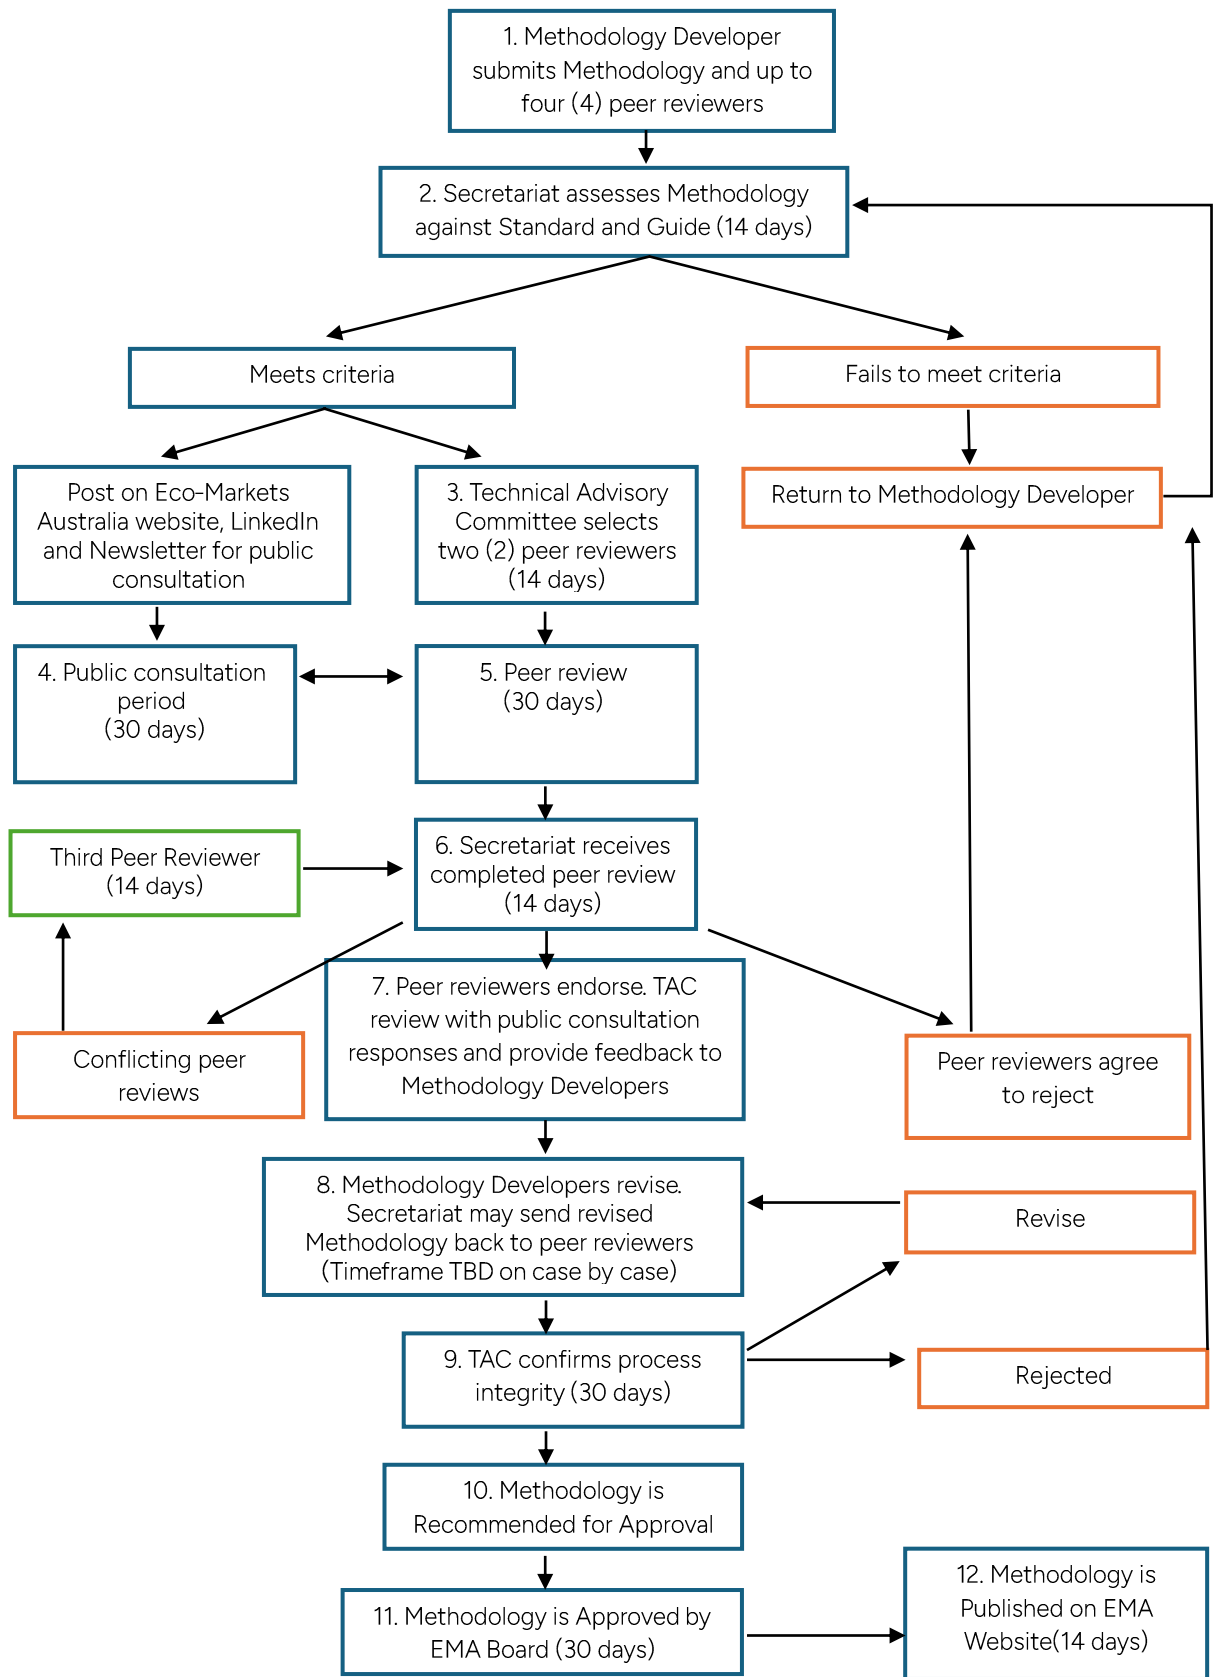 1. Methodology Developer
submits Methodology and up to
four (4) peer reviewers
2. Secretariat assesses Methodology
against Standard and Guide (14 days)
Meets criteria
Fails to meet criteria
Post on Eco-Markets
Australia website, LinkedIn
and Newsletter for public
consultation
3. Technical Advisory
Committee selects
two (2) peer reviewers
(14 days)
Return to Methodology Developer
4. Public consultation
period
(30 days)
5. Peer review
(30 days)
Third Peer Reviewer
(14 days)
6. Secretariat receives
completed peer review
(14 days)
7. Peer reviewers endorse. TAC
review with public consultation
responses and provide feedback to
Methodology Developers
Conflicting peer
reviews
Peer reviewers agree
to reject
8. Methodology Developers revise.
Secretariat may send revised
Methodology back to peer reviewers
(Timeframe TBD on case by case)
Revise
9. TAC confirms process
integrity (30 days)
Rejected
10. Methodology is
Recommended for Approval
11. Methodology is Approved by
EMA Board (30 days)
12. Methodology is
Published on EMA
Website(14 days)